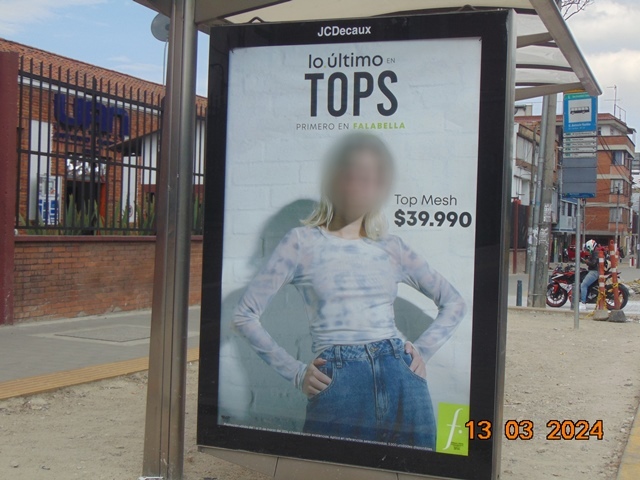 JCDecaux
lo último EN
TOPS
PRIMERO EN FALABELLA
Top Mesh
$39.990
f.
13 03 2024